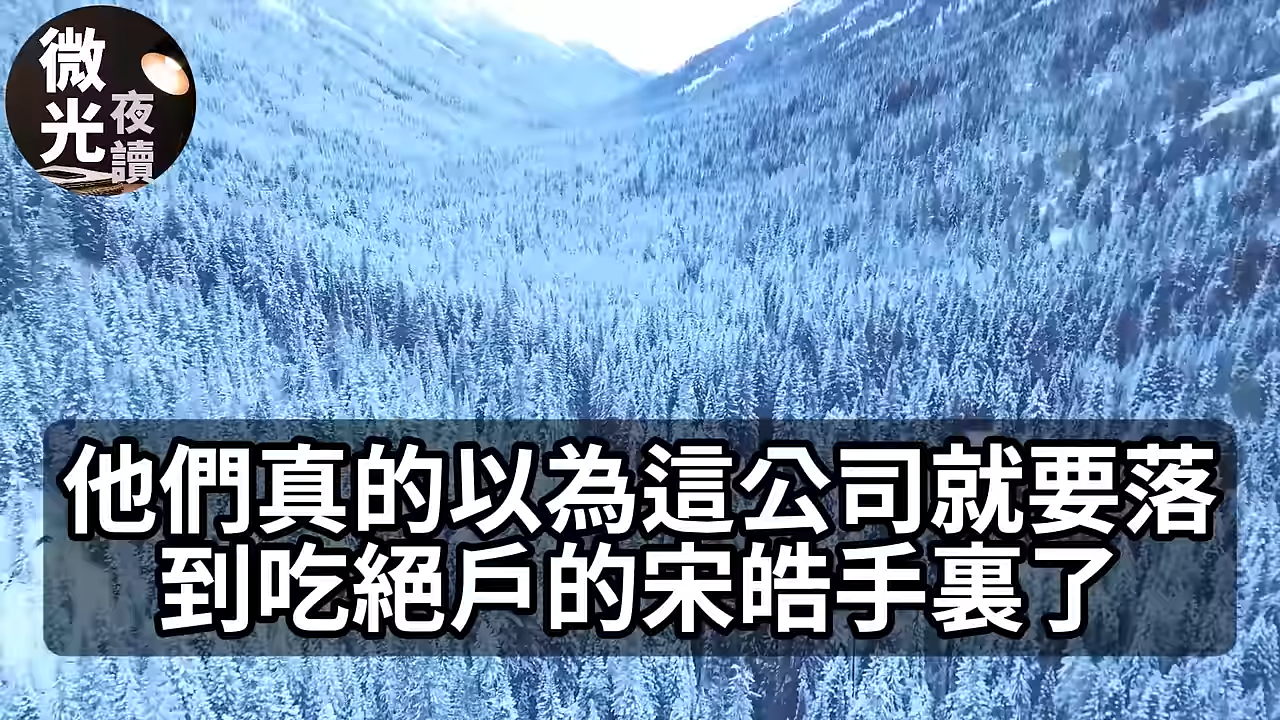 微光
夜讀
他們真的以為這公司就要落
到吃絕戶的宋皓手裏了